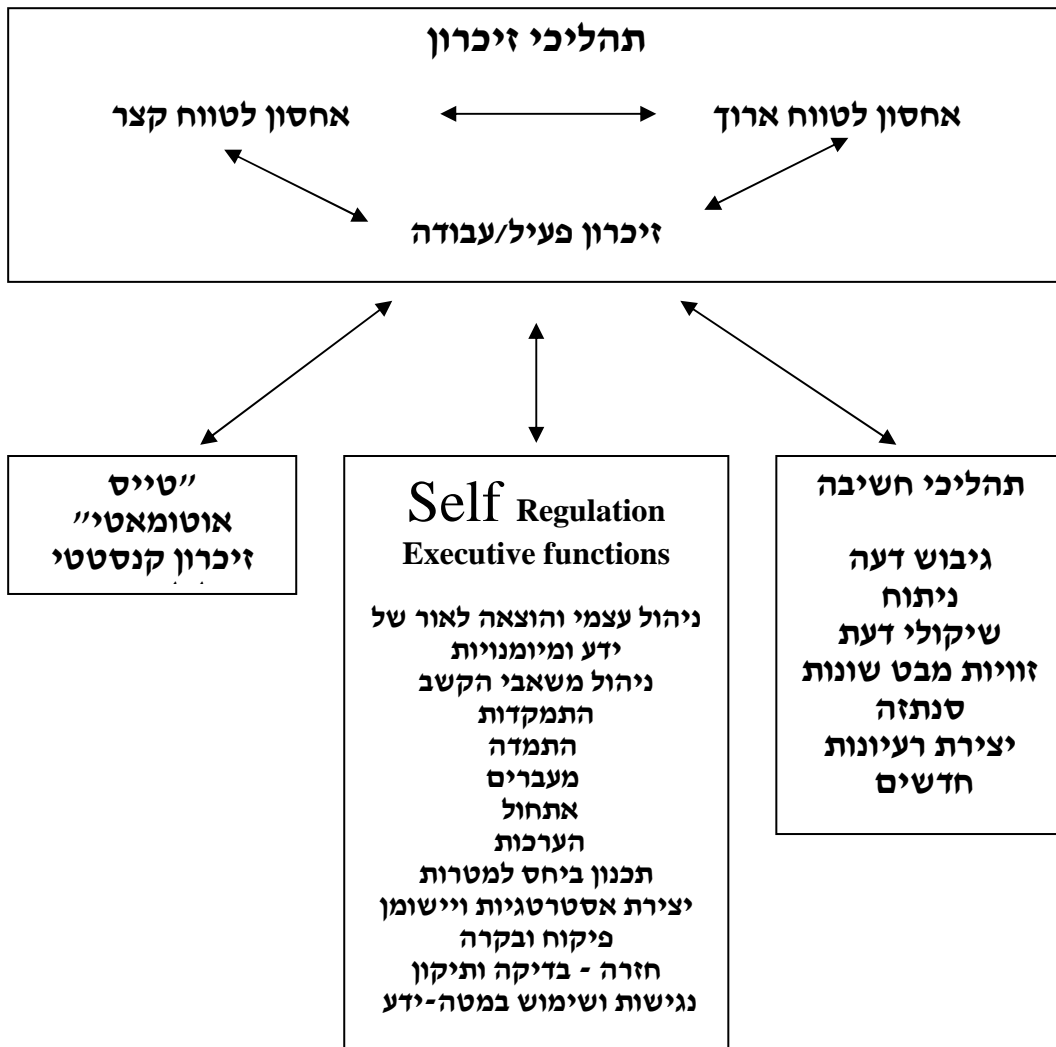 תהליכי זיכרון
אחסון לטווח ארוך
אחסון לטווח קצר
זיכרון פעיל/עבודה
תהליכי חשיבה
גיבוש דעה
ניתוח
שיקולי דעת
זוויות מבט שונות
סנתזה
יצירת רעיונות
חדשים
Self Regulation
Executive functions
ניהול עצמי והוצאה לאור של
ידע ומיומנויות
ניהול משאבי הקשב
התמקדות
התמדה
מעברים
אתחול
הערכות
תכנון ביחס למטרות
יצירת אסטרטגיות ויישומן
פיקוח ובקרה
חזרה - בדיקה ותיקון
נגישות ושימוש במטה-ידע
"טייס
אוטומאטי"
זיכרון קנסטטי